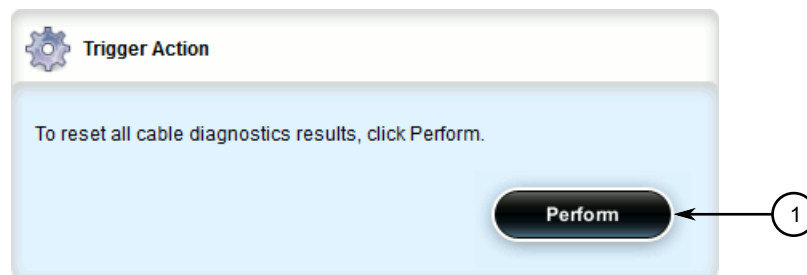 Trigger Action
To reset all cable diagnostics results, click Perform.
Perform
1